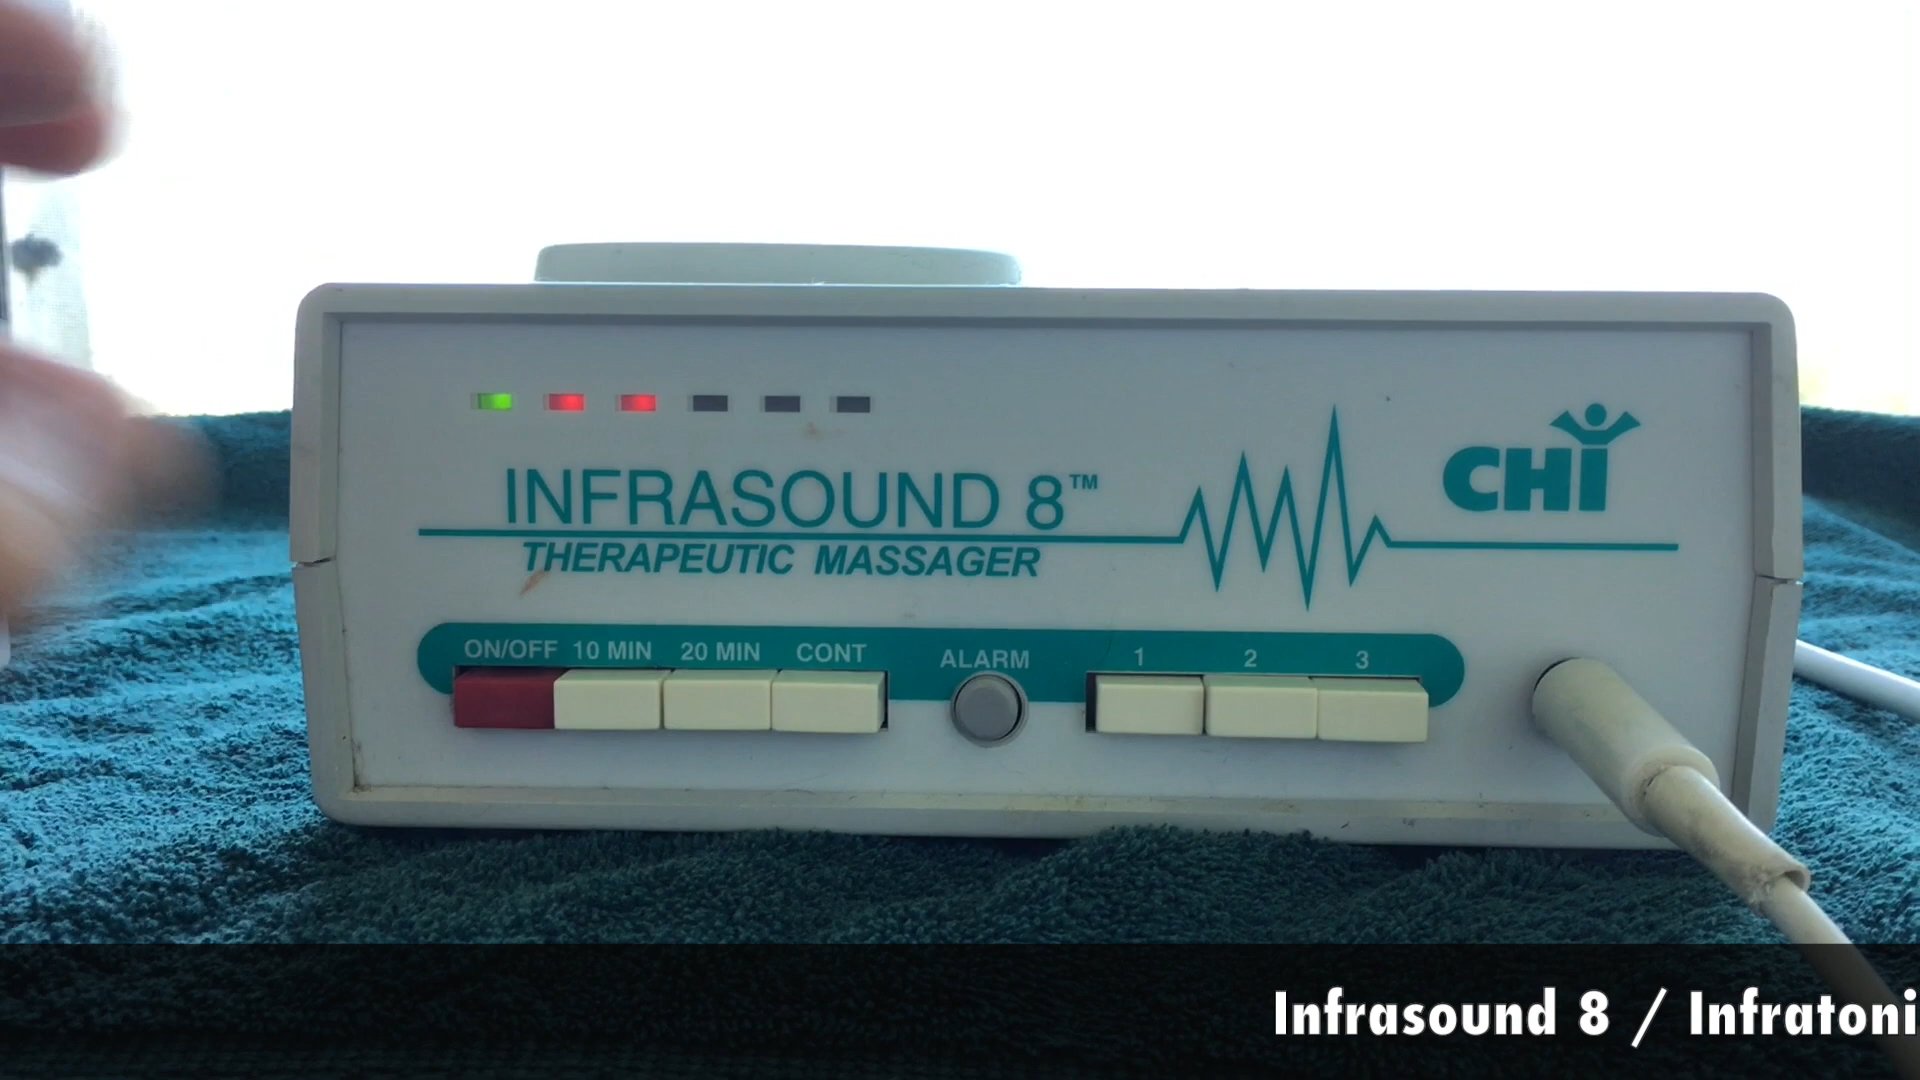 CHI
INFRASOUND 8™
THERAPEUTIC MASSAGER
ON/OFF 10 MIN 20 MIN CONT
ALARM
1 2 3
Infrasound 8 / Infratoni